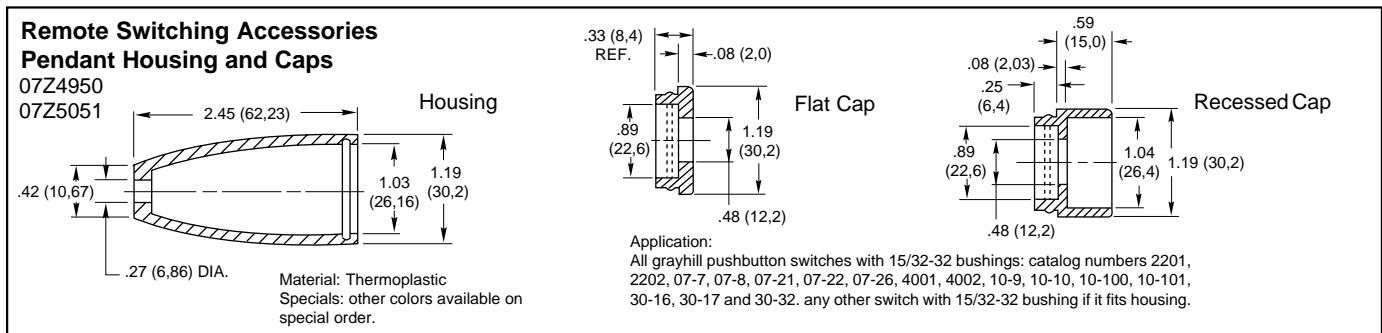 Remote Switching Accessories
Pendant Housing and Caps
07Z4950
07Z5051
2.45 (62,23)
Housing
.42 (10,67)
1.03
(26,16)
1.19
(30,2)
.27 (6,86) DIA.
Material: Thermoplastic
Specials: other colors available on
special order.
.33 (8,4)
REF.
.08 (2,0)
Flat Cap
.89
(22,6)
1.19
(30,2)
.48 (12,2)
.59
(15,0)
.08 (2,03)
.25
(6,4)
Recessed Cap
.89
(22,6)
1.04
(26,4)
1.19 (30,2)
.48 (12,2)
Application:
All grayhill pushbutton switches with 15/32-32 bushings: catalog numbers 2201,
2202, 07-7, 07-8, 07-21, 07-22, 07-26, 4001, 4002, 10-9, 10-10, 10-100, 10-101,
30-16, 30-17 and 30-32. any other switch with 15/32-32 bushing if it fits housing.